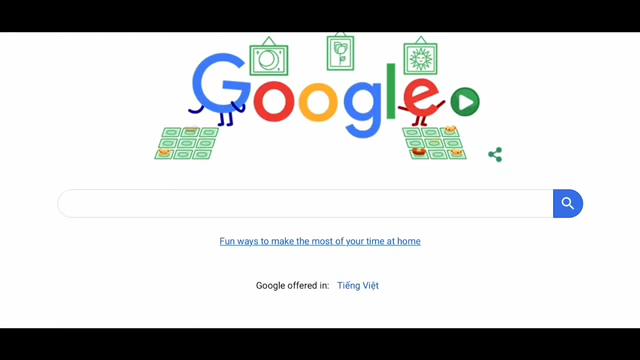 Google
Fun ways to make the most of your time at home
Google offered in: Tiếng Việt